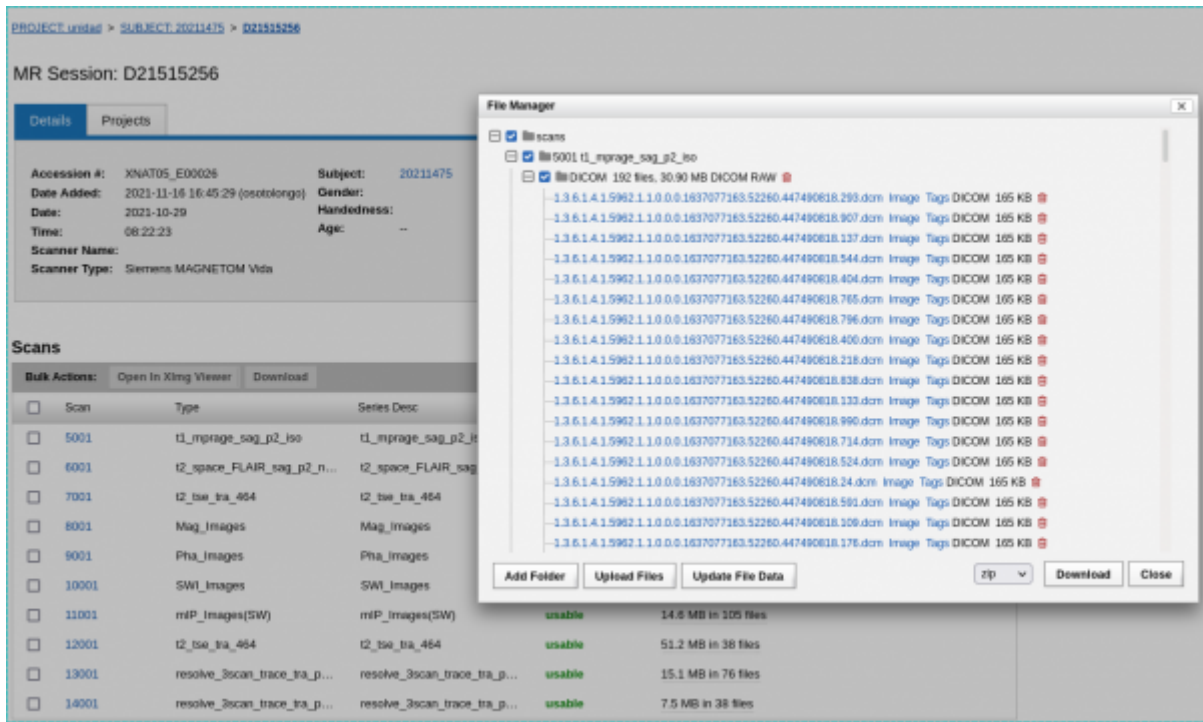 PROJECT: unidad > SUBJECT: 20211475 > D21515256
MR Session: D21515256
Details Projects
Accession #: XNAT05_E00026
Date Added: 2021-11-16 16:45:29 (osotolongo)
Date: 2021-10-29
Time: 08:22:23
Scanner Name:
Scanner Type: Siemens MAGNETOM Vida
Subject: 20211475
Gender:
Handedness:
Age: --
Scans
Bulk Actions: Open In XImg Viewer Download
Scan Type Series Desc
5001 t1_mprage_sag_p2_iso t1_mprage_sag_p2_is
6001 t2_space_FLAIR_sag_p2_n... t2_space_FLAIR_sag
7001 t2_tse_tra_464 t2_tse_tra_464
8001 Mag_Images Mag_Images
9001 Pha_Images Pha_Images
10001 SWI_Images SWI_Images
11001 mIP_Images(SW) mIP_Images(SW) usable 14.6 MB in 105 files
12001 t2_tse_tra_464 t2_tse_tra_464 usable 51.2 MB in 38 files
13001 resolve_3scan_trace_tra_p... resolve_3scan_trace_tra_p... usable 15.1 MB in 76 files
14001 resolve_3scan_trace_tra_p... resolve_3scan_trace_tra_p... usable 7.5 MB in 38 files
File Manager
scans
5001 t1_mprage_sag_p2_iso
DICOM 192 files, 30.90 MB DICOM RAW
1.3.6.1.4.1.5962.1.1.0.0.0.1637077163.52260.447490818.293.dcm Image Tags DICOM 165 KB
1.3.6.1.4.1.5962.1.1.0.0.0.1637077163.52260.447490818.907.dcm Image Tags DICOM 165 KB
1.3.6.1.4.1.5962.1.1.0.0.0.1637077163.52260.447490818.137.dcm Image Tags DICOM 165 KB
1.3.6.1.4.1.5962.1.1.0.0.0.1637077163.52260.447490818.544.dcm Image Tags DICOM 165 KB
1.3.6.1.4.1.5962.1.1.0.0.0.1637077163.52260.447490818.404.dcm Image Tags DICOM 165 KB
1.3.6.1.4.1.5962.1.1.0.0.0.1637077163.52260.447490818.765.dcm Image Tags DICOM 165 KB
1.3.6.1.4.1.5962.1.1.0.0.0.1637077163.52260.447490818.796.dcm Image Tags DICOM 165 KB
1.3.6.1.4.1.5962.1.1.0.0.0.1637077163.52260.447490818.400.dcm Image Tags DICOM 165 KB
1.3.6.1.4.1.5962.1.1.0.0.0.1637077163.52260.447490818.218.dcm Image Tags DICOM 165 KB
1.3.6.1.4.1.5962.1.1.0.0.0.1637077163.52260.447490818.838.dcm Image Tags DICOM 165 KB
1.3.6.1.4.1.5962.1.1.0.0.0.1637077163.52260.447490818.133.dcm Image Tags DICOM 165 KB
1.3.6.1.4.1.5962.1.1.0.0.0.1637077163.52260.447490818.990.dcm Image Tags DICOM 165 KB
1.3.6.1.4.1.5962.1.1.0.0.0.1637077163.52260.447490818.714.dcm Image Tags DICOM 165 KB
1.3.6.1.4.1.5962.1.1.0.0.0.1637077163.52260.447490818.524.dcm Image Tags DICOM 165 KB
1.3.6.1.4.1.5962.1.1.0.0.0.1637077163.52260.447490818.24.dcm Image Tags DICOM 165 KB
1.3.6.1.4.1.5962.1.1.0.0.0.1637077163.52260.447490818.591.dcm Image Tags DICOM 165 KB
1.3.6.1.4.1.5962.1.1.0.0.0.1637077163.52260.447490818.109.dcm Image Tags DICOM 165 KB
1.3.6.1.4.1.5962.1.1.0.0.0.1637077163.52260.447490818.176.dcm Image Tags DICOM 165 KB
Add Folder Upload Files Update File Data zip Download Close